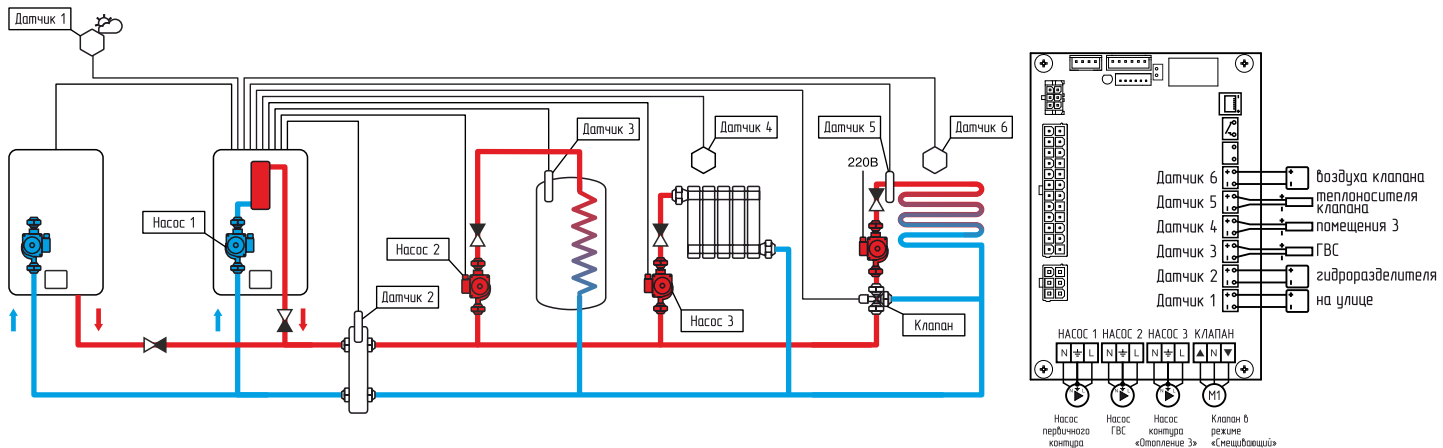 Датчик 1
Насос 1
Датчик 2
Насос 2
Датчик 3
Насос 3
Датчик 4
Датчик 5
220В
Клапан
Датчик 6
Датчик 6 воздуха клапана
Датчик 5 теплоносителя
клапана
Датчик 4 помещения 3
Датчик 3 ГВС
Датчик 2 гидроразделителя
Датчик 1 на улице
НАСОС 1 НАСОС 2 НАСОС 3 КЛАПАН
N L N L N L ▲ N ▼
M1
Насос
первичного
контура
Насос
ГВС
Насос
контура
«Отопление 3»
Клапан в
режиме
«Смешивающий»